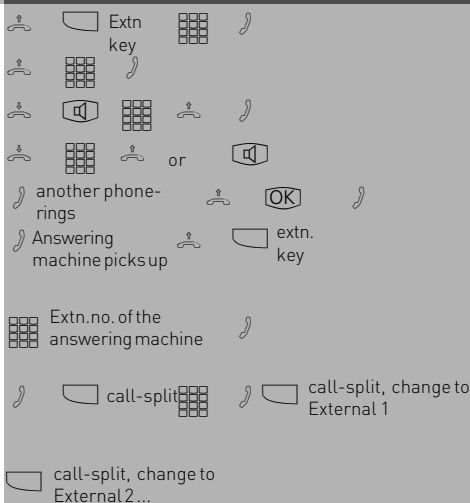 Extn
key
or
another phone-
rings
OK
Answering
machine picks up
extn.
key
Extn.no. of the
answering machine
call-split
call-split, change to
External 1
call-split, change to
External 2...